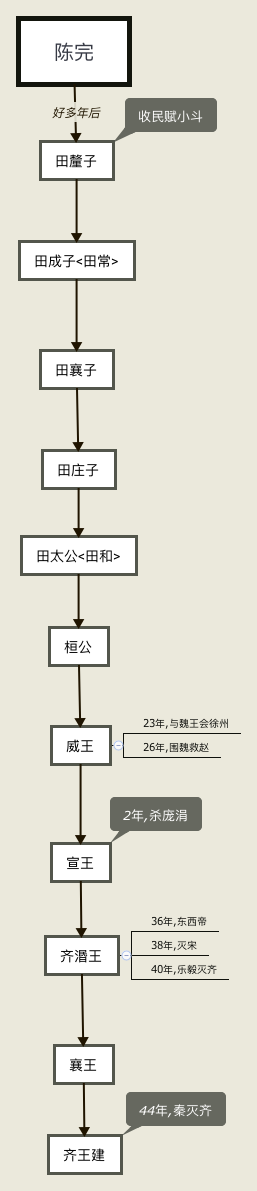 陈完
好多年后
收民赋小斗
田釐子
田成子<田常>
田襄子
田庄子
田太公<田和>
桓公
威王
23年,与魏王会徐州
26年,围魏救赵
2年,杀庞涓
宣王
36年,东西帝
齐湣王
38年,灭宋
40年,乐毅灭齐
襄王
44年,秦灭齐
齐王建